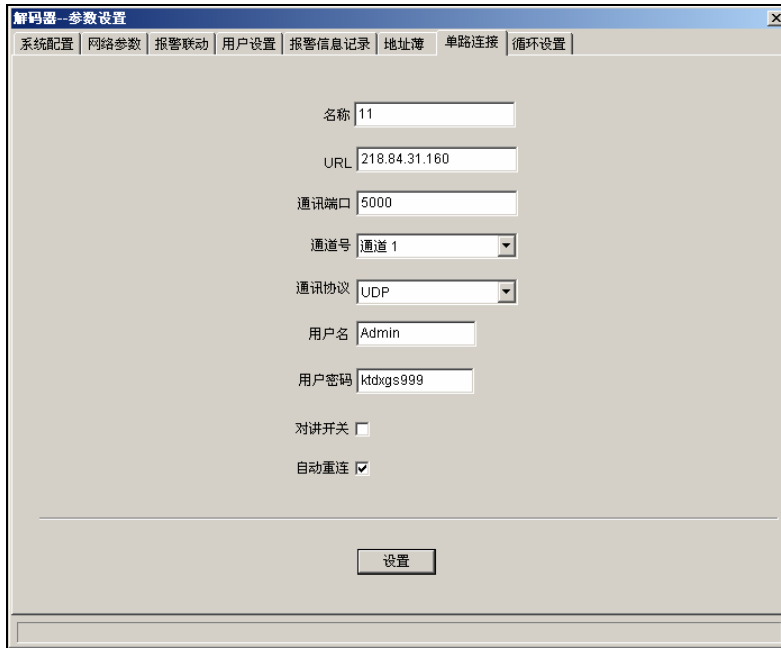 解码器--参数设置
系统配置 网络参数 报警联动 用户设置 报警信息记录 地址薄 单路连接 循环设置
名称 11
URL 218.84.31.160
通讯端口 5000
通道号 通道 1
通讯协议 UDP
用户名 Admin
用户密码 ktdxgs999
对讲开关
自动重连
设置